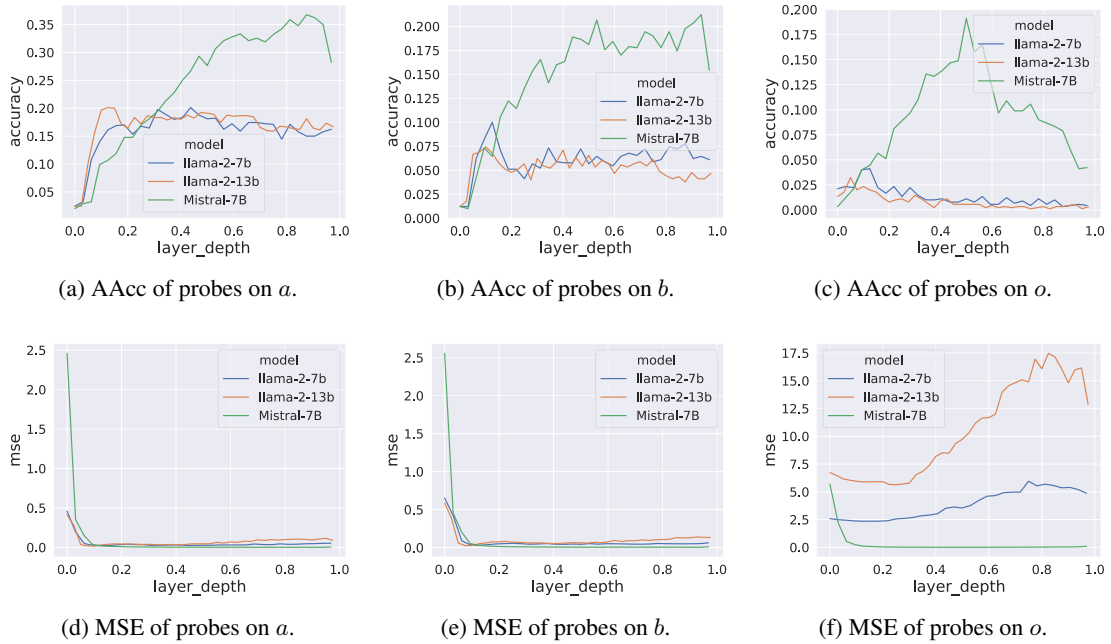 accuracy
0.35
0.30
0.25
0.20
0.15
0.10
0.05
model
llama-2-7b
llama-2-13b
Mistral-7B
0.0 0.2 0.4 0.6 0.8 1.0
layer_depth
(a) AAcc of probes on a.
accuracy
0.200
0.175
0.150
0.125
0.100
0.075
0.050
0.025
0.000
model
llama-2-7b
llama-2-13b
Mistral-7B
0.0 0.2 0.4 0.6 0.8 1.0
layer_depth
(b) AAcc of probes on b.
accuracy
0.200
0.175
0.150
0.125
0.100
0.075
0.050
0.025
0.000
model
llama-2-7b
llama-2-13b
Mistral-7B
0.0 0.2 0.4 0.6 0.8 1.0
layer_depth
(c) AAcc of probes on o.
mse
2.5
2.0
1.5
1.0
0.5
0.0
model
llama-2-7b
llama-2-13b
Mistral-7B
0.0 0.2 0.4 0.6 0.8 1.0
layer_depth
(d) MSE of probes on a.
mse
2.5
2.0
1.5
1.0
0.5
0.0
model
llama-2-7b
llama-2-13b
Mistral-7B
0.0 0.2 0.4 0.6 0.8 1.0
layer_depth
(e) MSE of probes on b.
mse
17.5
15.0
12.5
10.0
7.5
5.0
2.5
0.0
model
llama-2-7b
llama-2-13b
Mistral-7B
0.0 0.2 0.4 0.6 0.8 1.0
layer_depth
(f) MSE of probes on o.